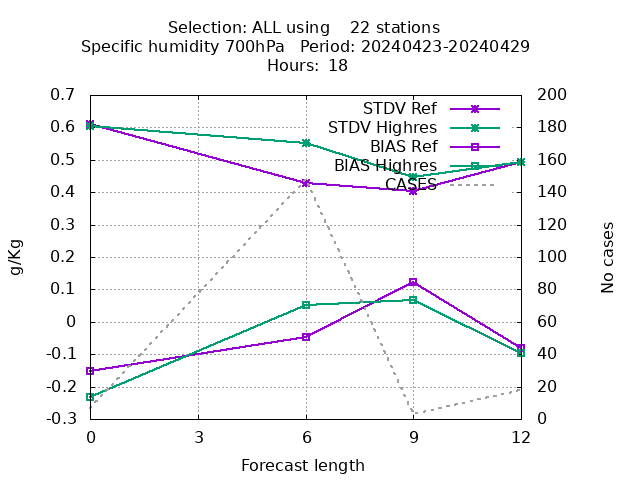 Selection: ALL using    22 stations
Specific humidity 700hPa   Period: 20240423-20240429
Hours: 18
0.7
0.6
0.5
0.4
0.3
0.2
0.1
0
-0.1
-0.2
-0.3
g/Kg
STDV Ref
STDV Highres
BIAS Ref
BIAS Highres
CASES
200
180
160
140
120
100
80
60
40
20
0
No cases
0 3 6 9 12
Forecast length